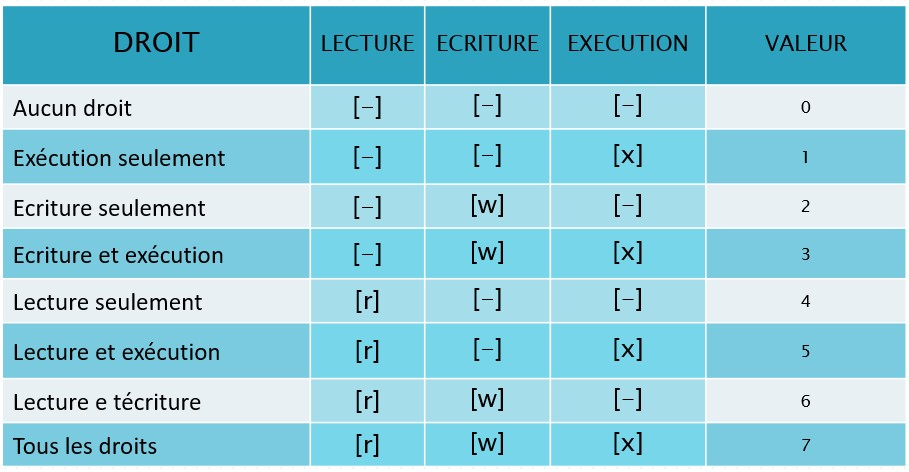 DROIT LECTURE ECRITURE EXECUTION VALEUR
Aucun droit [-] [-] [-] 0
Exécution seulement [-] [-] [x] 1
Ecriture seulement [-] [w] [-] 2
Ecriture et exécution [-] [w] [x] 3
Lecture seulement [r] [-] [-] 4
Lecture et exécution [r] [-] [x] 5
Lecture e técriture [r] [w] [-] 6
Tous les droits [r] [w] [x] 7